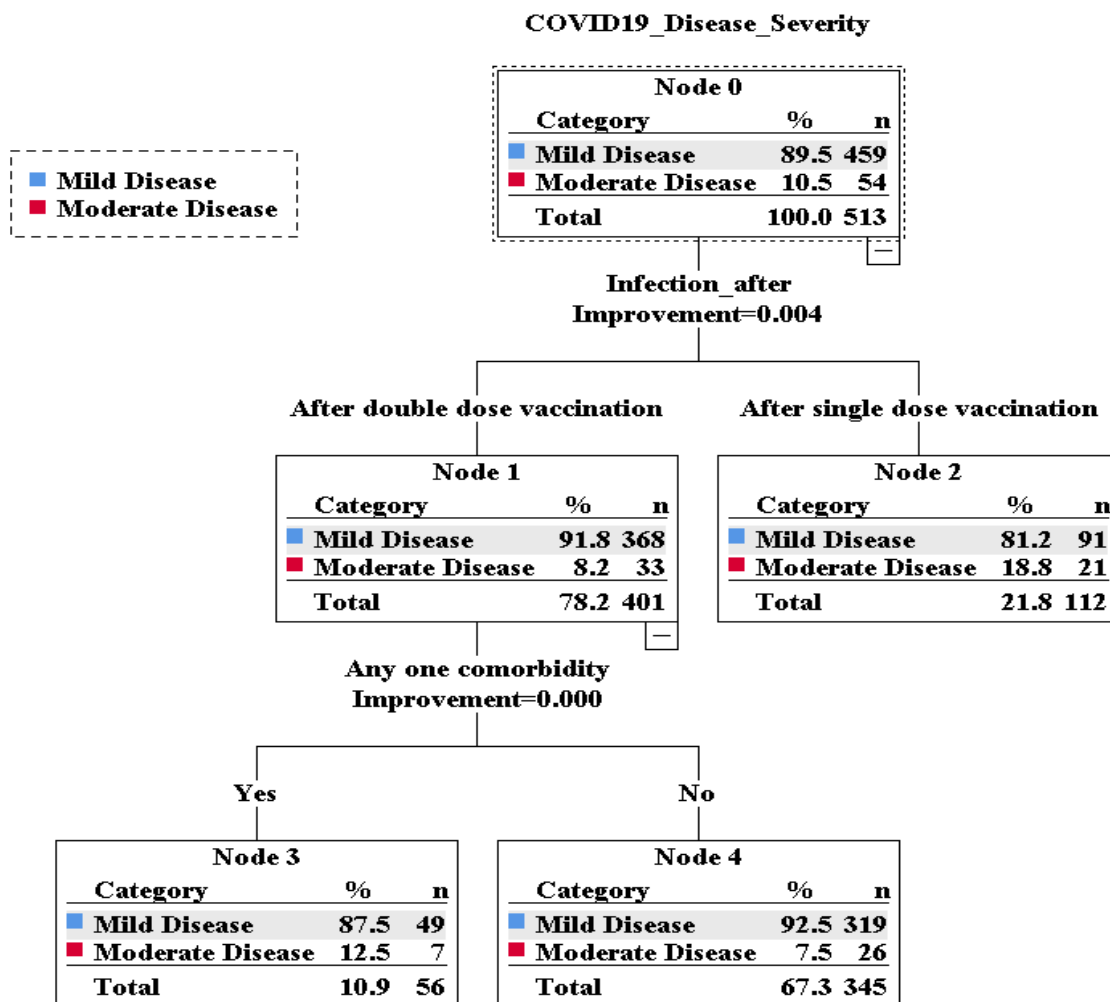 COVID19_Disease_Severity
Mild Disease
Moderate Disease
Node 0
Category % n
Mild Disease 89.5 459
Moderate Disease 10.5 54
Total 100.0 513
Infection_after
Improvement=0.004
After double dose vaccination
After single dose vaccination
Node 1
Category % n
Mild Disease 91.8 368
Moderate Disease 8.2 33
Total 78.2 401
Node 2
Category % n
Mild Disease 81.2 91
Moderate Disease 18.8 21
Total 21.8 112
Any one comorbidity
Improvement=0.000
Yes
No
Node 3
Category % n
Mild Disease 87.5 49
Moderate Disease 12.5 7
Total 10.9 56
Node 4
Category % n
Mild Disease 92.5 319
Moderate Disease 7.5 26
Total 67.3 345